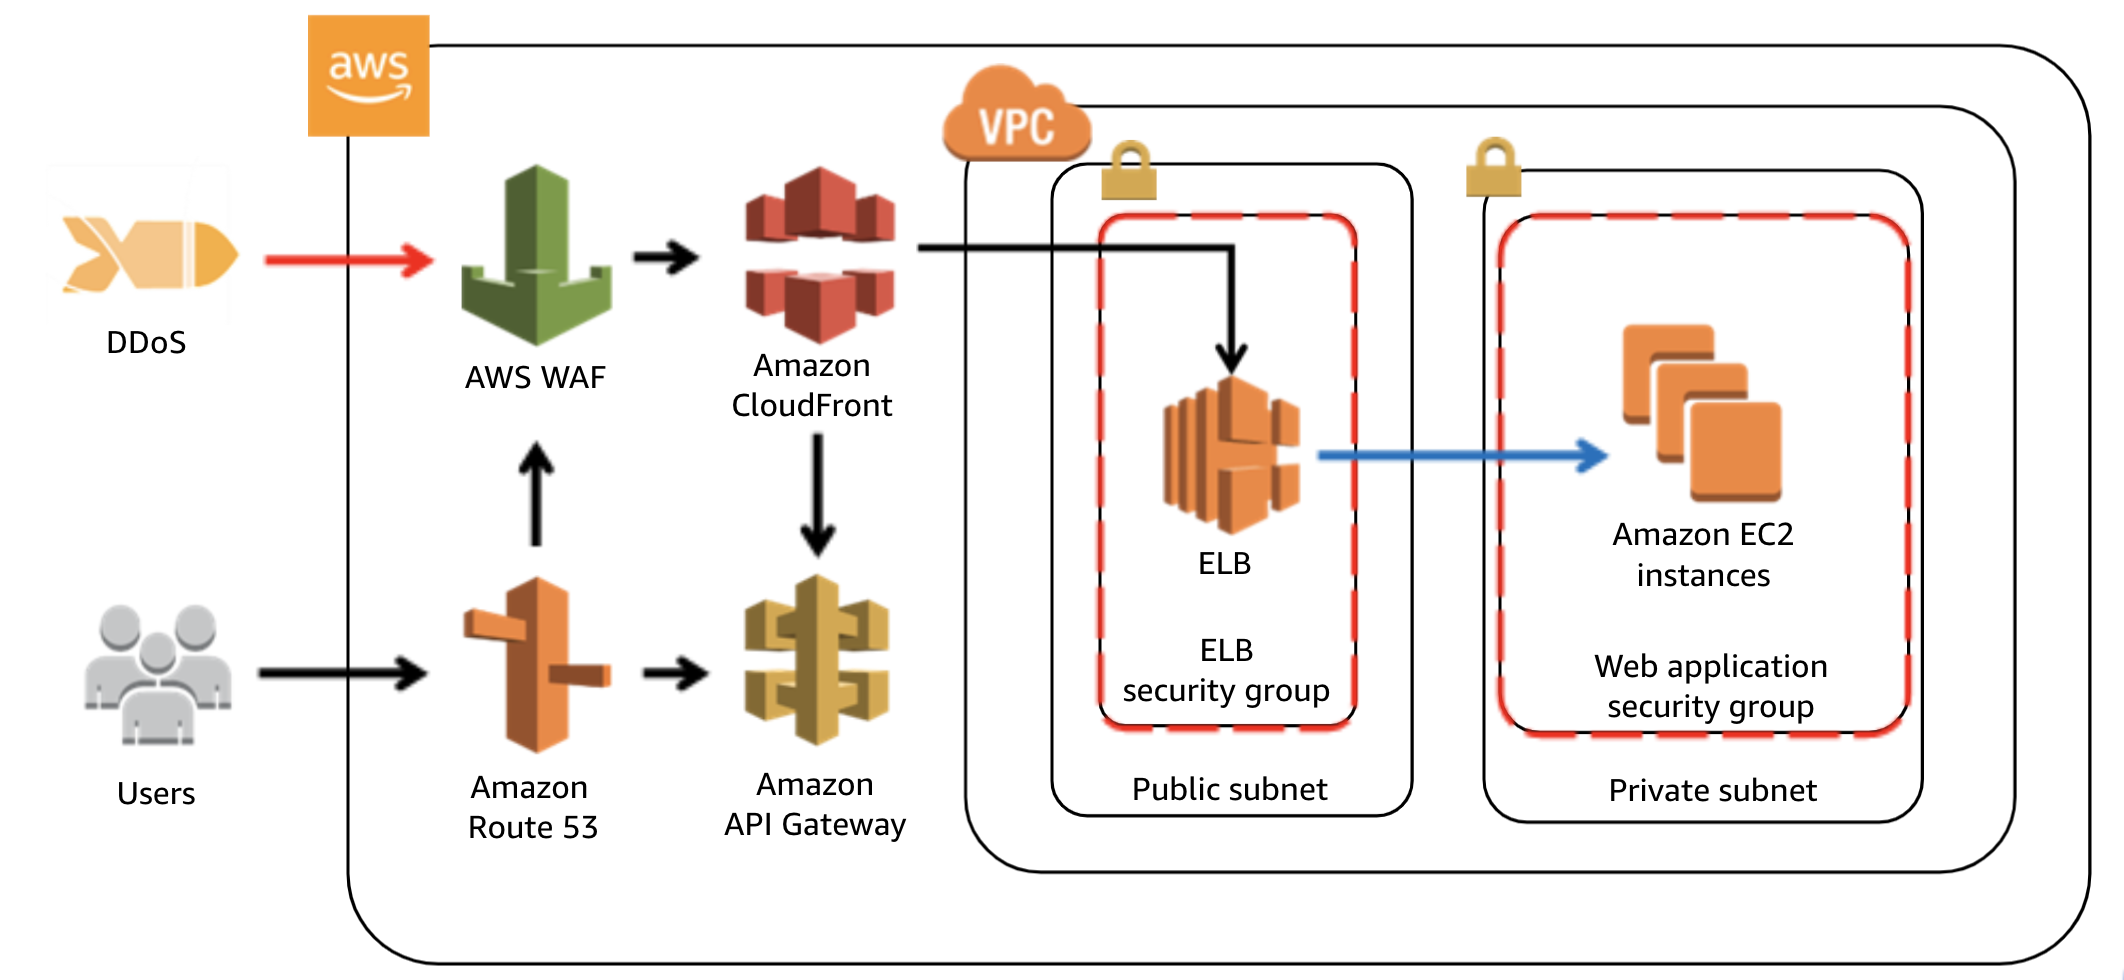 aws
VPC
DDoS
AWS WAF
Amazon
CloudFront
ELB
ELB
security group
Public subnet
Amazon EC2
instances
Web application
security group
Private subnet
Users
Amazon
Route 53
Amazon
API Gateway